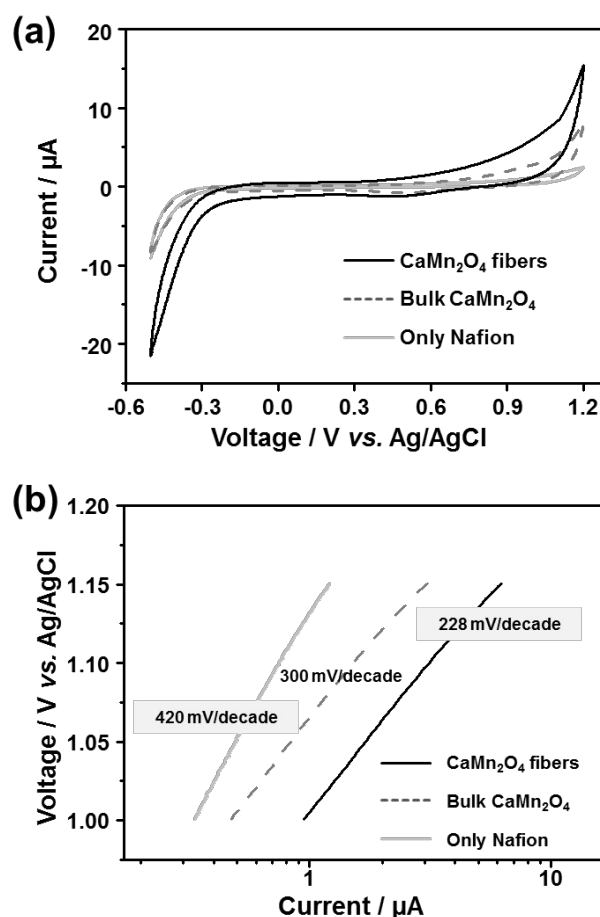 (a)
20
10
0
-10
-20
Current / µA
CaMn₂O₄ fibers
Bulk CaMn₂O₄
Only Nafion
-0.6 -0.3 0.0 0.3 0.6 0.9 1.2
Voltage / V vs. Ag/AgCl
(b)
1.20
1.15
1.10
1.05
1.00
Voltage / V vs. Ag/AgCl
228 mV/decade
300 mV/decade
420 mV/decade
CaMn₂O₄ fibers
Bulk CaMn₂O₄
Only Nafion
1 10
Current / µA